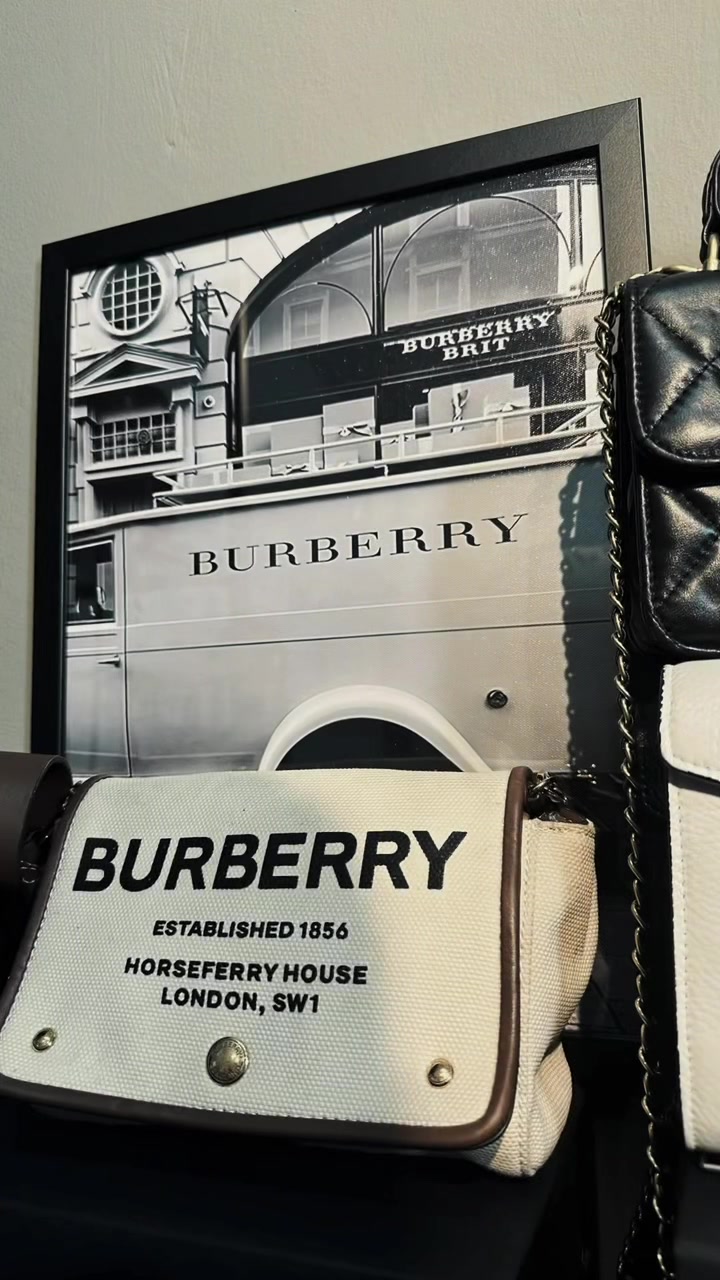 BURBERRY
BRIT
BURBERRY
BURBERRY
ESTABLISHED 1856
HORSEFERRY HOUSE
LONDON, SW1